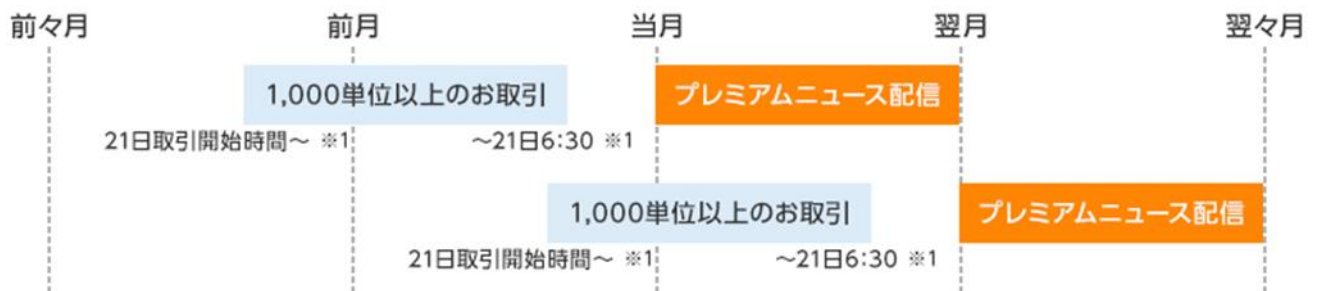 前々月 前月 当月 翌月 翌々月
1,000単位以上のお取引 プレミアムニュース配信
21日取引開始時間～ ※1 ～21日6:30 ※1
1,000単位以上のお取引 プレミアムニュース配信
21日取引開始時間～ ※1 ～21日6:30 ※1